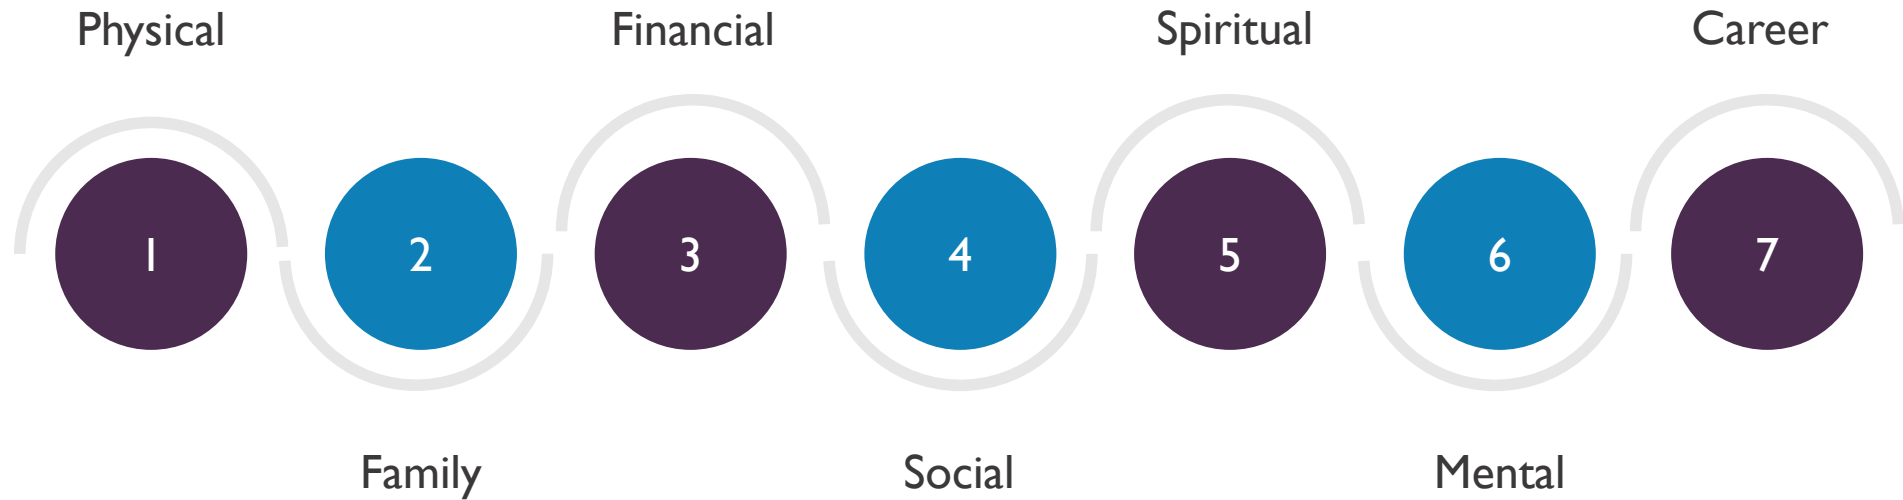 Physical
Financial
Spiritual
Career
1
2
3
4
5
6
7
Family
Social
Mental